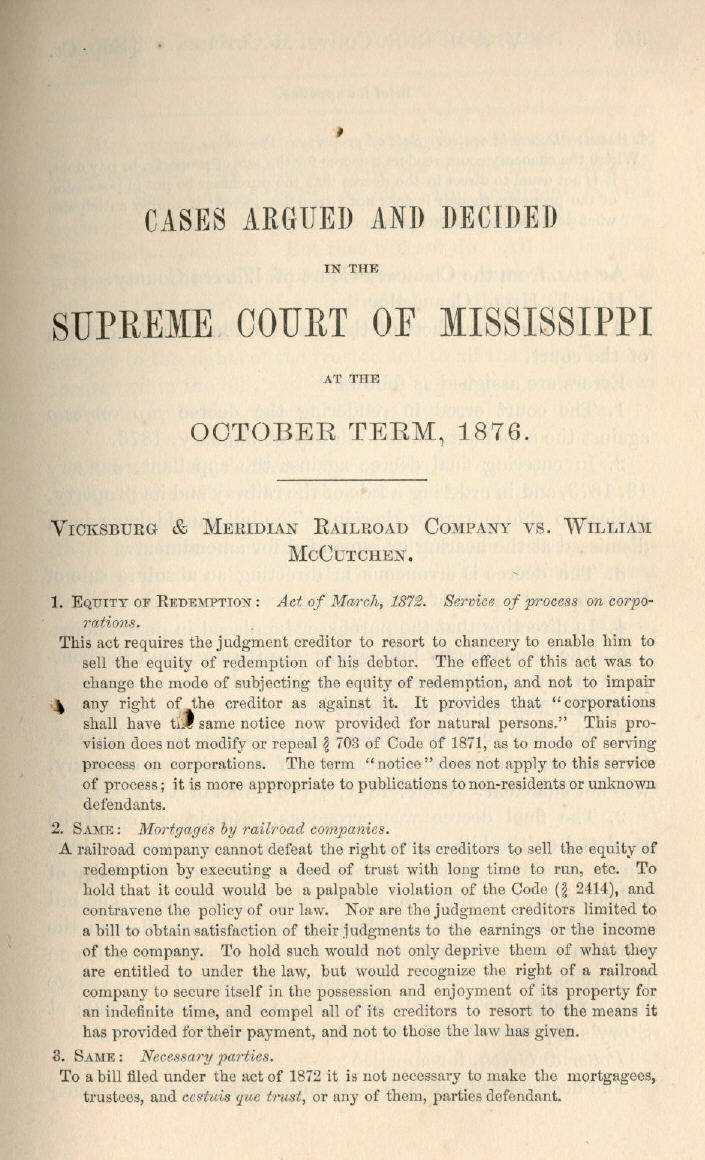 CASES ARGUED AND DECIDED
IN THE
SUPREME COURT OF MISSISSIPPI
AT THE
OCTOBER TERM, 1876.
VICKSBURG & MERIDIAN RAILROAD COMPANY VS. WILLIAM
MCCUTCHEN.
1. EQUITY OF REDEMPTION: Act of March, 1872. Service of process on corpo-
rations.
This act requires the judgment creditor to resort to chancery to enable him to
sell the equity of redemption of his debtor. The effect of this act was to
change the mode of subjecting the equity of redemption, and not to impair
any right of the creditor as against it. It provides that "corporations
shall have the same notice now provided for natural persons." This pro-
vision does not modify or repeal § 703 of Code of 1871, as to mode of serving
process on corporations. The term "notice" does not apply to this service
of process; it is more appropriate to publications to non-residents or unknown
defendants.
2. SAME: Mortgages by railroad companies.
A railroad company cannot defeat the right of its creditors to sell the equity of
redemption by executing a deed of trust with long time to run, etc. To
hold that it could would be a palpable violation of the Code (§ 2414), and
contravene the policy of our law. Nor are the judgment creditors limited to
a bill to obtain satisfaction of their judgments to the earnings or the income
of the company. To hold such would not only deprive them of what they
are entitled to under the law, but would recognize the right of a railroad
company to secure itself in the possession and enjoyment of its property for
an indefinite time, and compel all of its creditors to resort to the means it
has provided for their payment, and not to those the law has given.
3. SAME: Necessary parties.
To a bill filed under the act of 1872 it is not necessary to make the mortgagees,
trustees, and cestuis que trust, or any of them, parties defendant.